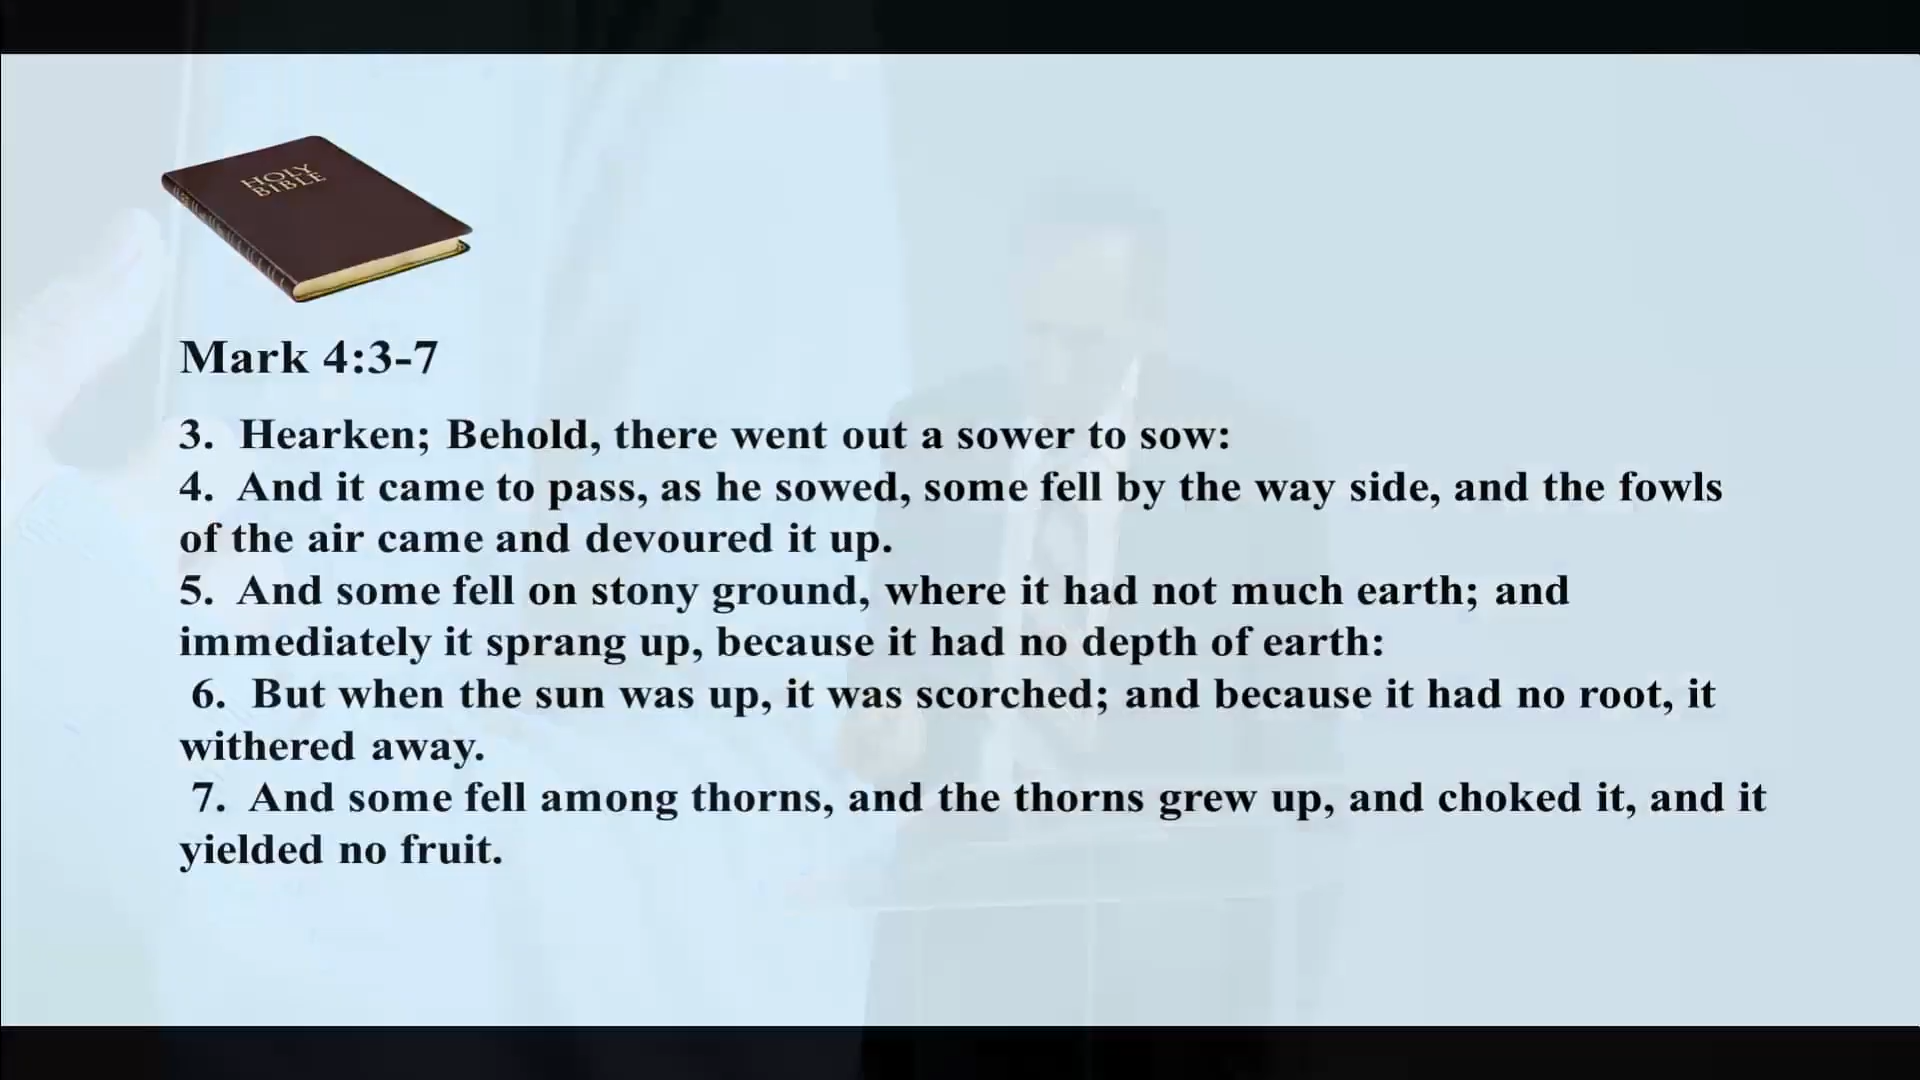 HOLY
BIBLE
Mark 4:3-7
3. Hearken; Behold, there went out a sower to sow:
4. And it came to pass, as he sowed, some fell by the way side, and the fowls
of the air came and devoured it up.
5. And some fell on stony ground, where it had not much earth; and
immediately it sprang up, because it had no depth of earth:
6. But when the sun was up, it was scorched; and because it had no root, it
withered away.
7. And some fell among thorns, and the thorns grew up, and choked it, and it
yielded no fruit.